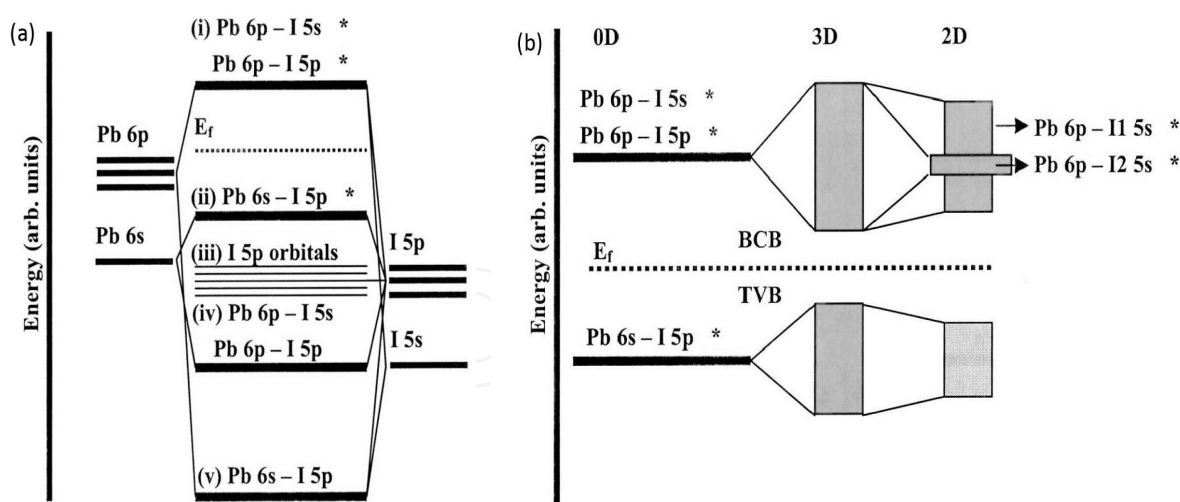 (a)
Energy (arb. units)
(i) Pb 6p – I 5s *
Pb 6p – I 5p *
Pb 6p
E_f
(ii) Pb 6s – I 5p *
Pb 6s
I 5p
(iii) I 5p orbitals
(iv) Pb 6p – I 5s
Pb 6p – I 5p
I 5s
(v) Pb 6s – I 5p
(b)
Energy (arb. units)
0D 3D 2D
Pb 6p – I 5s *
Pb 6p – I 5p *
Pb 6p – I1 5s *
Pb 6p – I2 5s *
BCB
E_f
TVB
Pb 6s – I 5p *